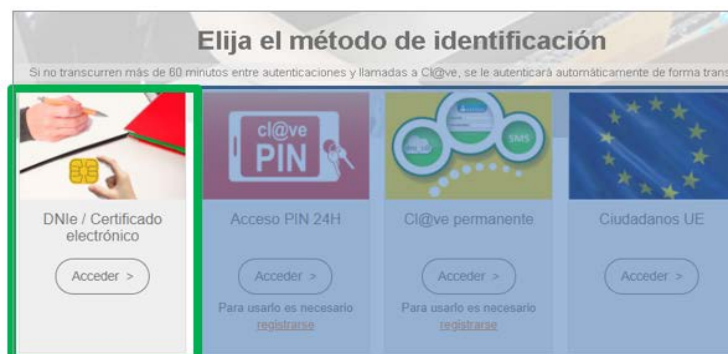 Elija el método de identificación
Si no transcurren más de 60 minutos entre autenticaciones y llamadas a Cl@ve, se le autenticará automáticamente de forma trans
cl@ve
PIN
SMS
DNIe / Certificado
electrónico
Acceder >
Acceso PIN 24H
Acceder >
Para usarlo es necesario
registrarse
Cl@ve permanente
Acceder >
Para usarlo es necesario
registrarse
Ciudadanos UE
Acceder >